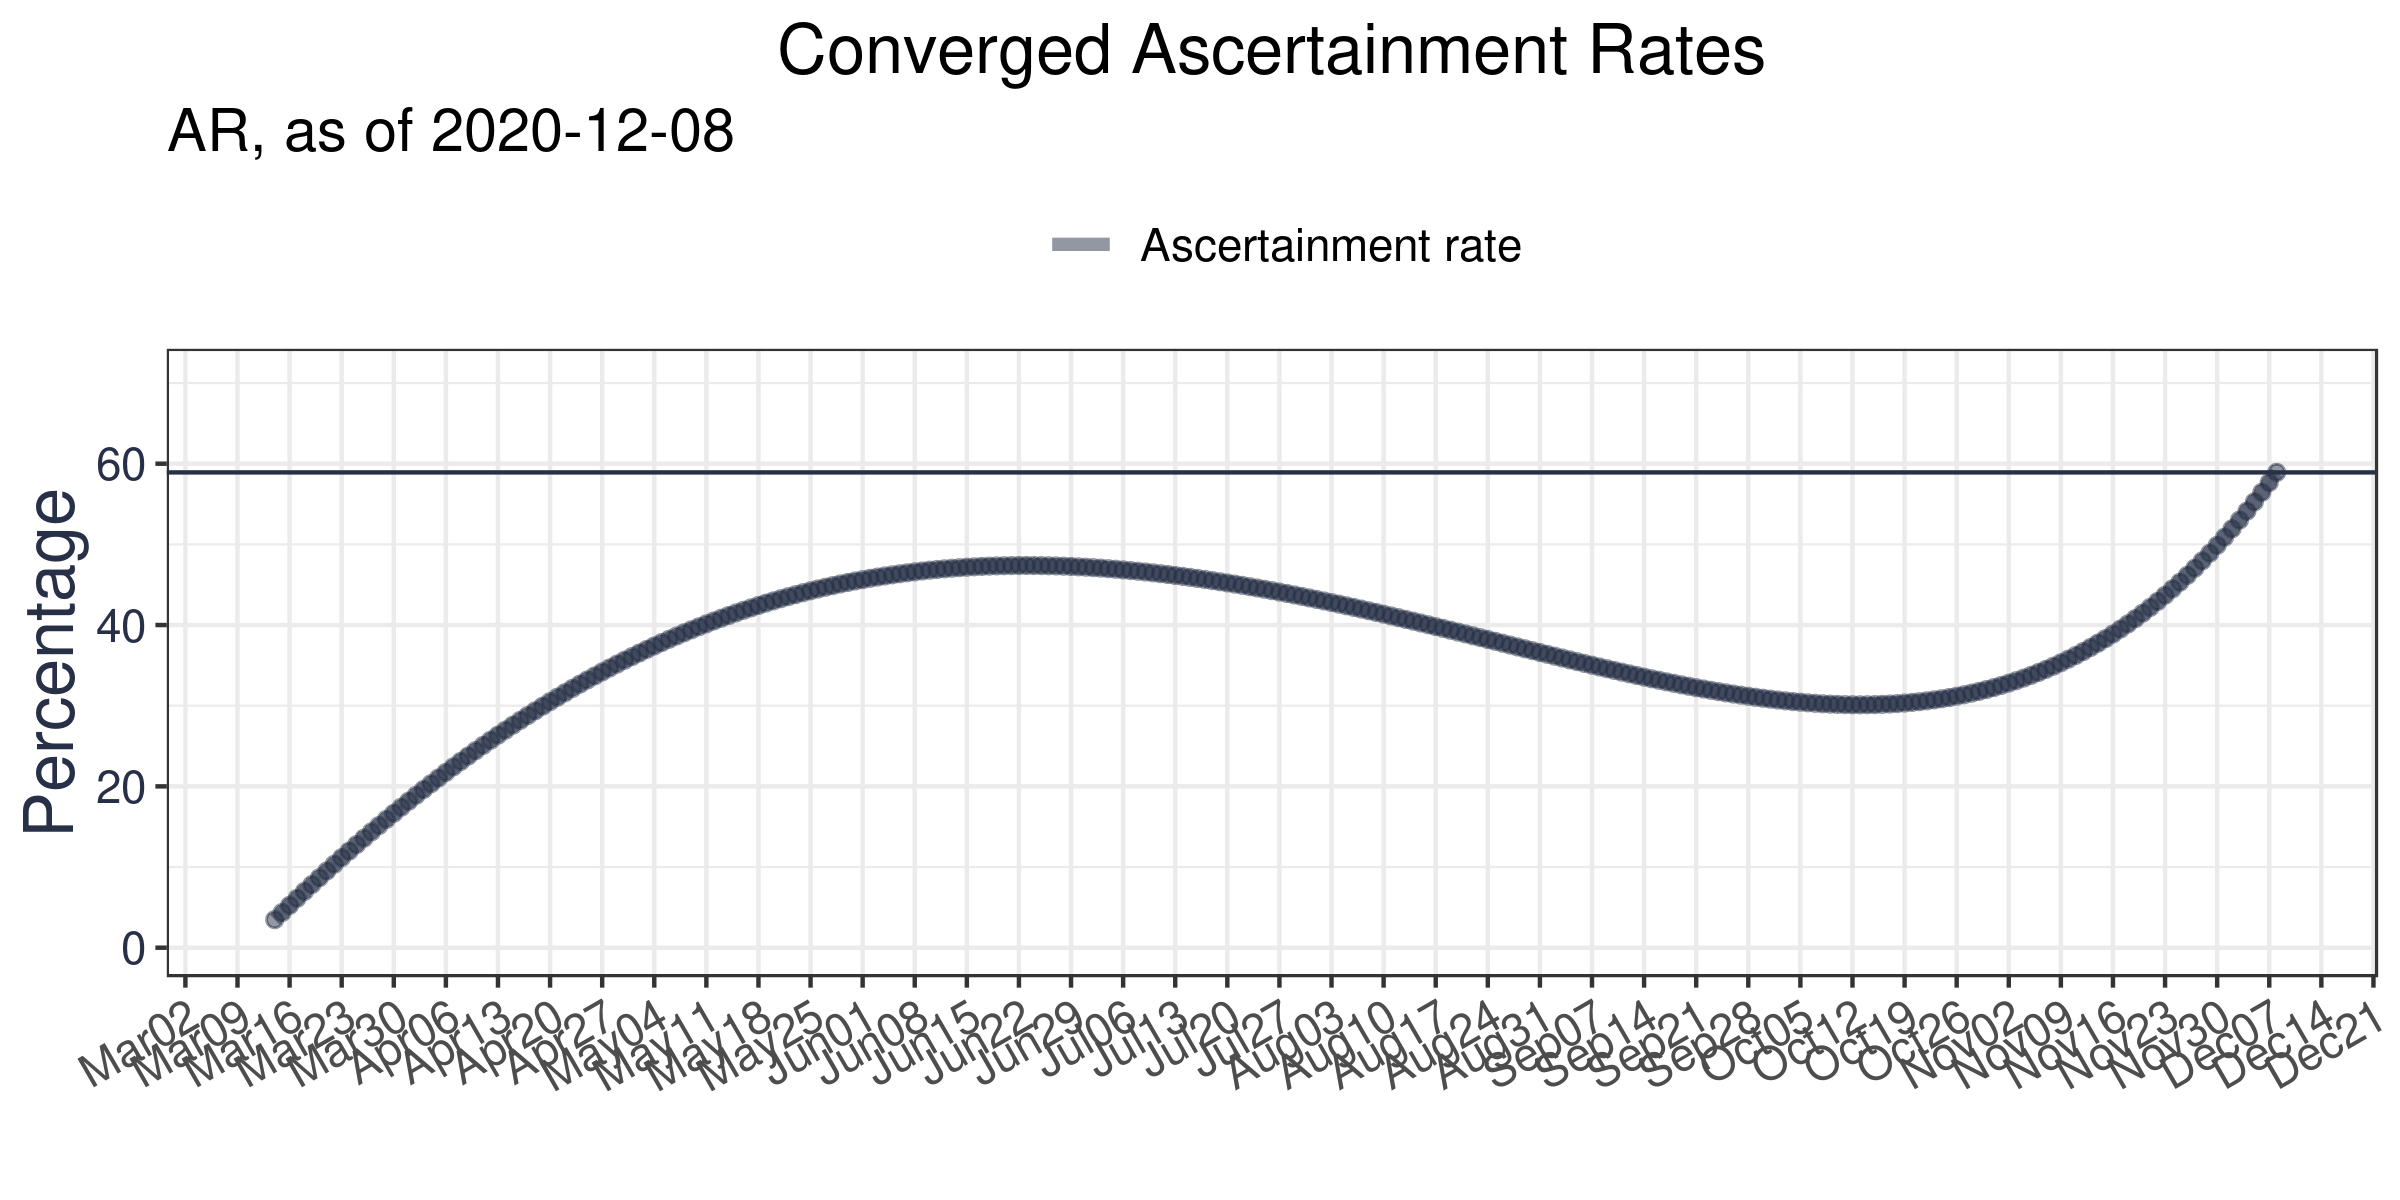 Converged Ascertainment Rates
AR, as of 2020-12-08
Ascertainment rate
Percentage
60
40
20
0
Mar02
Mar09
Mar16
Mar23
Mar30
Apr06
Apr13
Apr20
Apr27
May04
May11
May18
May25
Jun01
Jun08
Jun15
Jun22
Jun29
Jul06
Jul13
Jul20
Jul27
Aug03
Aug10
Aug17
Aug24
Aug31
Sep07
Sep14
Sep21
Sep28
Oct05
Oct12
Oct19
Oct26
Nov02
Nov09
Nov16
Nov23
Nov30
Dec07
Dec14
Dec21